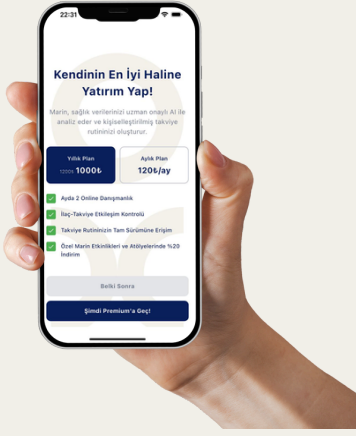 22:31
Kendinin En İyi Haline
Yatırım Yap!
Marin, sağlık verilerinizi uzman onaylı AI ile
analiz eder ve kişiselleştirilmiş takviye
rutininizi oluşturur.
Yıllık Plan
1200₺ 1000₺
Aylık Plan
120₺/ay
Ayda 2 Online Danışmanlık
İlaç-Takviye Etkileşim Kontrolü
Takviye Rutininizin Tam Sürümüne Erişim
Özel Marin Etkinlikleri ve Atölyelerinde %20
İndirim
Belki Sonra
Şimdi Premium'a Geç!